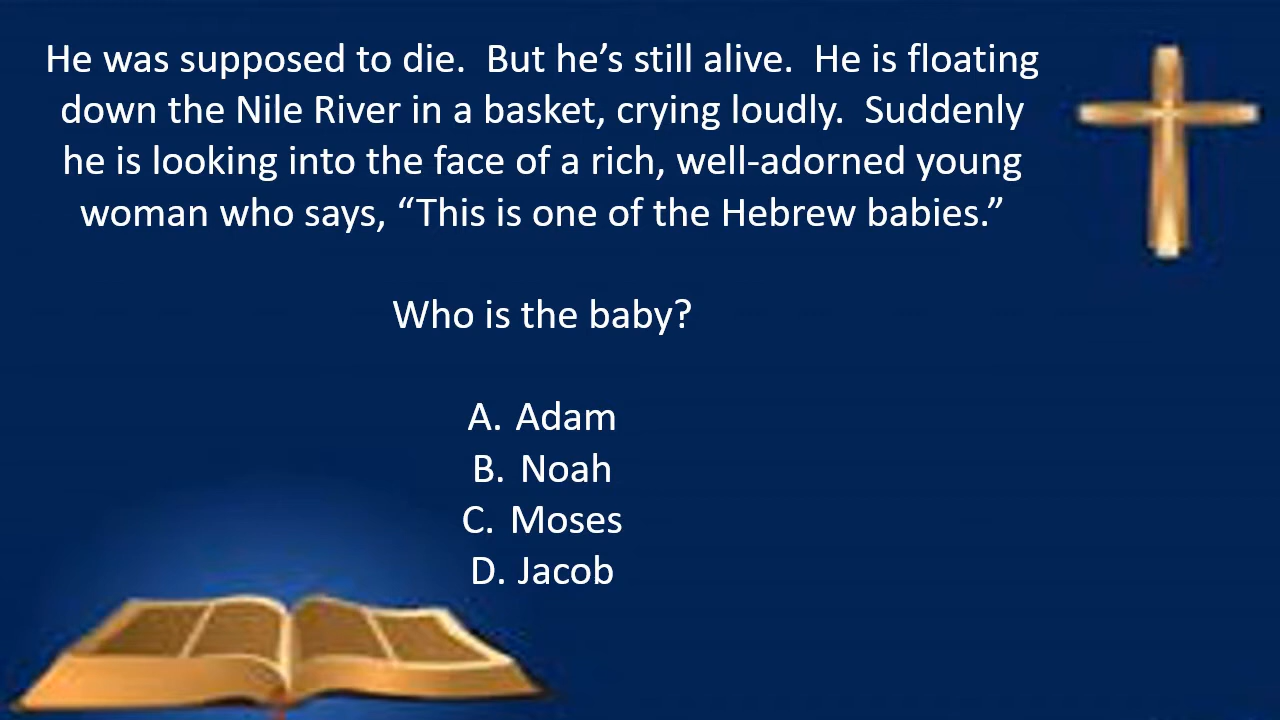 He was supposed to die.  But he’s still alive.  He is floating
down the Nile River in a basket, crying loudly.  Suddenly
he is looking into the face of a rich, well-adorned young
woman who says, “This is one of the Hebrew babies.”
Who is the baby?
A. Adam
B. Noah
C. Moses
D. Jacob